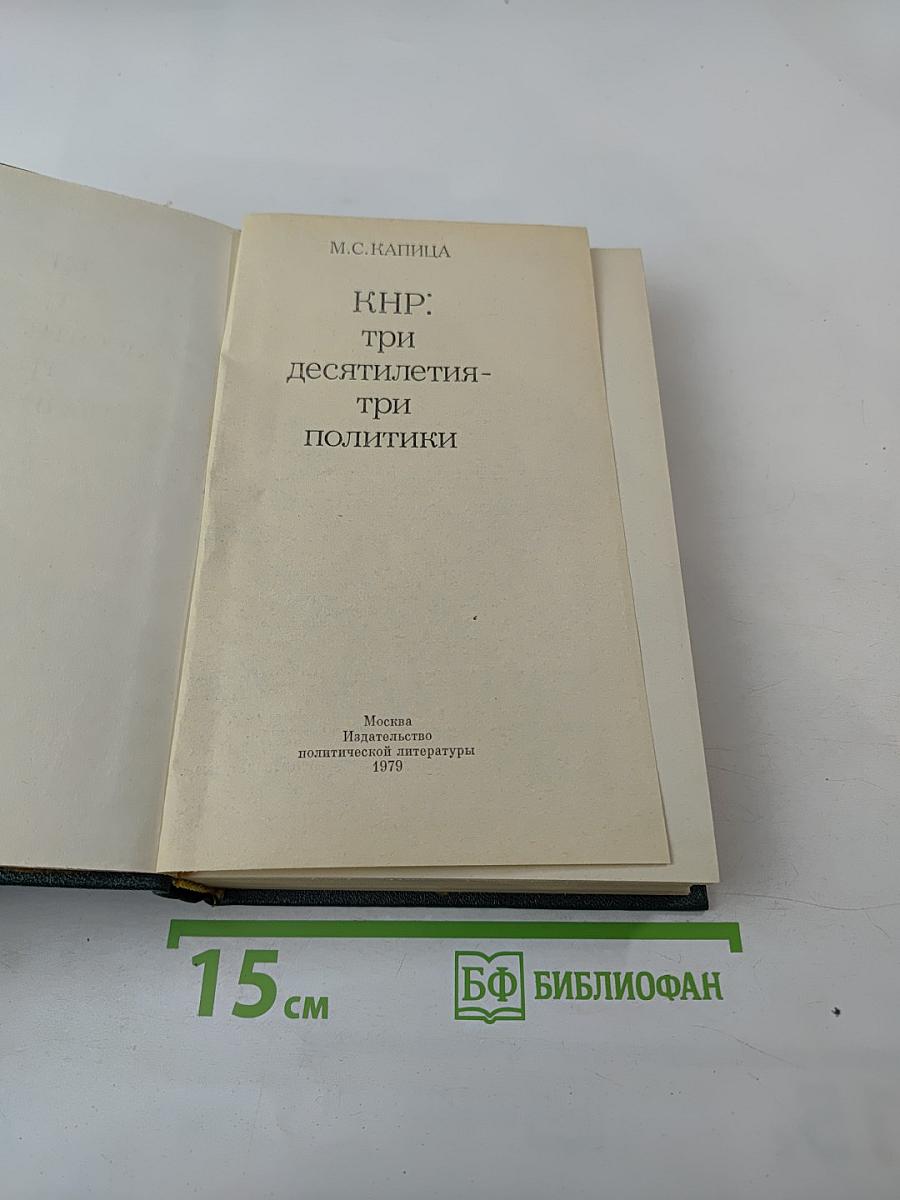 М.С.КАПИЦА
КНР:
три
десятилетия-
три
политики
Москва
Издательство
политической литературы
1979
15 см
БФ БИБЛИОФАН